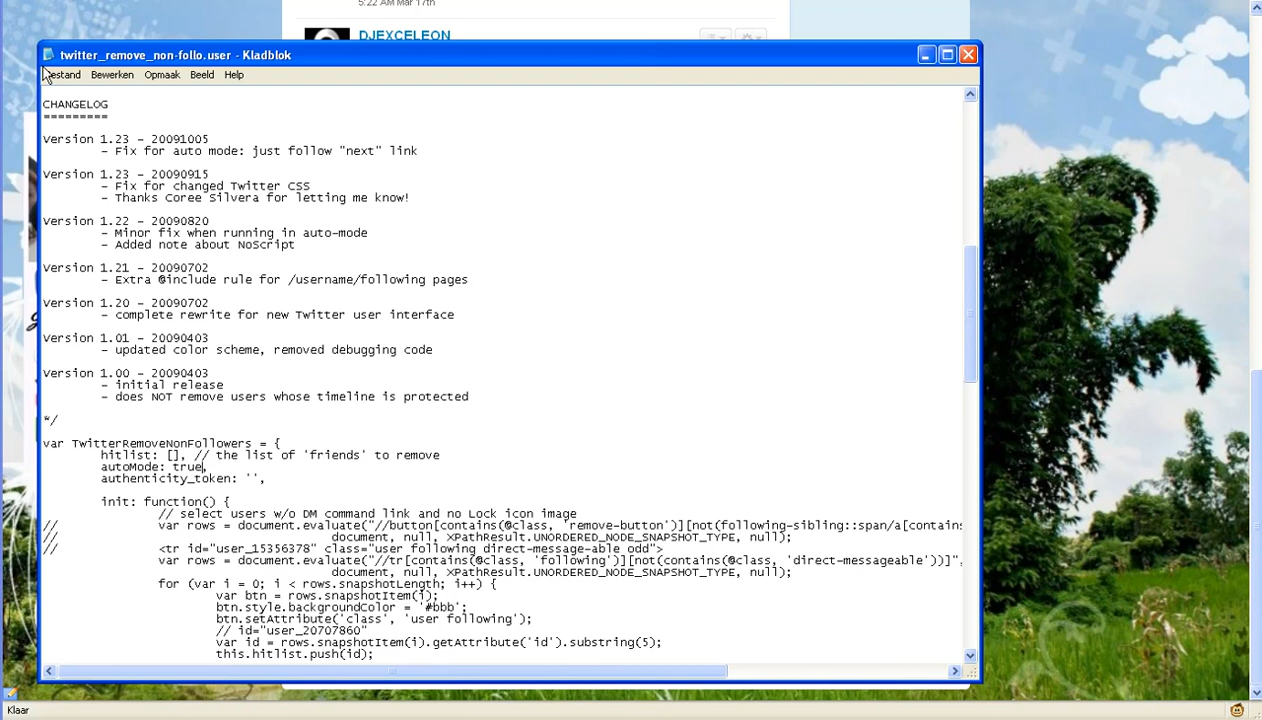 5:22 AM Mar 17th
DJEXCELEON
twitter_remove_non-follo.user - Kladblok
Bestand Bewerken Opmaak Beeld Help
CHANGELOG
=========
Version 1.23 - 20091005
- Fix for auto mode: just follow "next" link
Version 1.23 - 20090915
- Fix for changed Twitter CSS
- Thanks Coree Silvera for letting me know!
Version 1.22 - 20090820
- Minor fix when running in auto-mode
- Added note about NoScript
Version 1.21 - 20090702
- Extra @include rule for /username/following pages
Version 1.20 - 20090702
- complete rewrite for new Twitter user interface
Version 1.01 - 20090403
- updated color scheme, removed debugging code
Version 1.00 - 20090403
- initial release
- does NOT remove users whose timeline is protected
*/
var TwitterRemoveNonFollowers = {
hitlist: [], // the list of 'friends' to remove
autoMode: true,
authenticity_token: '',
init: function() {
// select users w/o DM command link and no Lock icon image
// var rows = document.evaluate("//button[contains(@class, 'remove-button')][not(following-sibling::span/a[contains
// document, null, XPathResult.UNORDERED_NODE_SNAPSHOT_TYPE, null);
// <tr id="user_15356378" class="user following direct-message-able odd">
var rows = document.evaluate("//tr[contains(@class, 'following')][not(contains(@class, 'direct-messageable'))]",
document, null, XPathResult.UNORDERED_NODE_SNAPSHOT_TYPE, null);
for (var i = 0; i < rows.snapshotLength; i++) {
var btn = rows.snapshotItem(i);
btn.style.backgroundColor = '#bbb';
btn.setAttribute('class', 'user following');
// id="user_20707860"
var id = rows.snapshotItem(i).getAttribute('id').substring(5);
this.hitlist.push(id);
Klaar